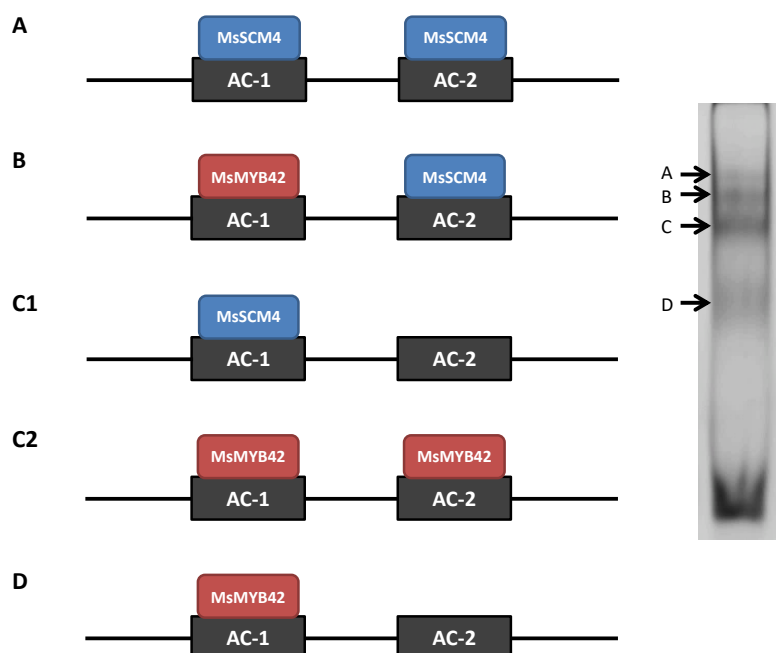 A
MsSCM4 MsSCM4
AC-1 AC-2
B
MsMYB42 MsSCM4
AC-1 AC-2
C1
MsSCM4
AC-1 AC-2
C2
MsMYB42 MsMYB42
AC-1 AC-2
D
MsMYB42
AC-1 AC-2
A
B
C
D